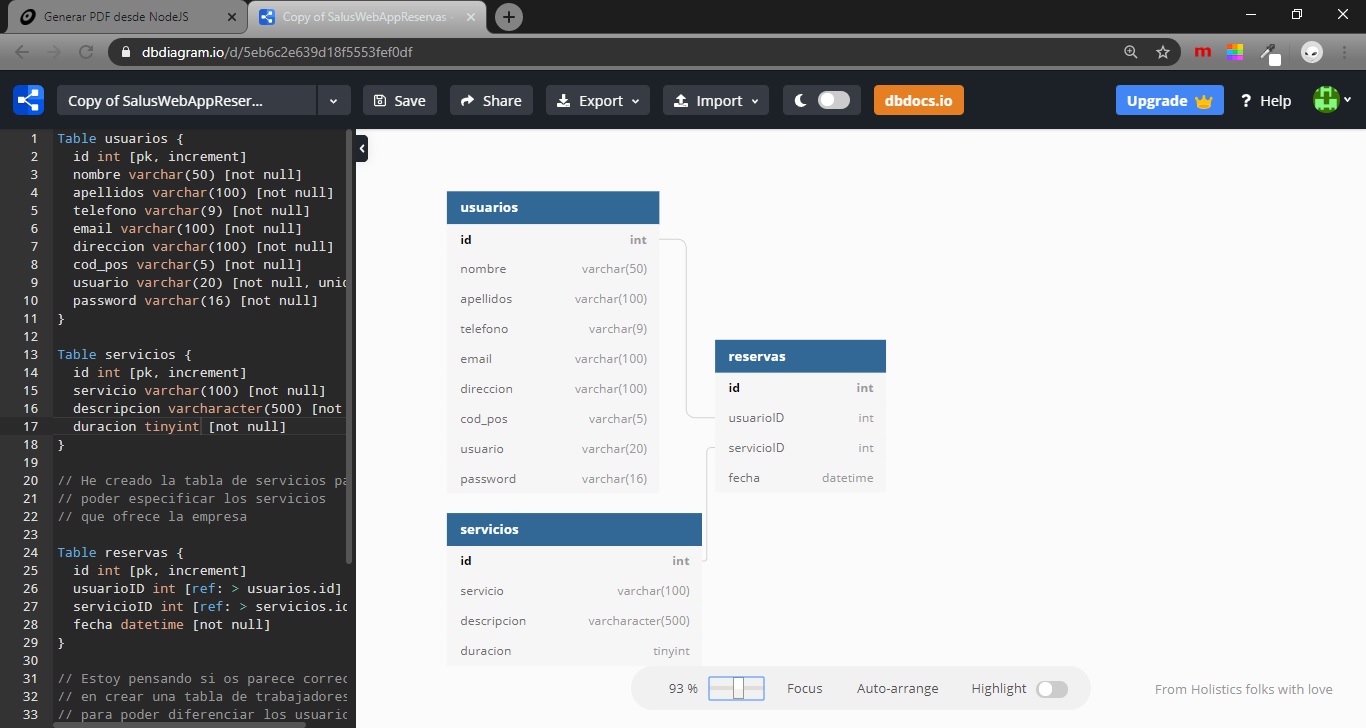 Generar PDF desde NodeJS
Copy of SalusWebAppReservas -
dbdiagram.io/d/5eb6c2e639d18f5553fef0df
m
Copy of SalusWebAppReser...
Save
Share
Export
Import
dbdocs.io
Upgrade
? Help
1 Table usuarios {
2 id int [pk, increment]
3 nombre varchar(50) [not null]
4 apellidos varchar(100) [not null]
5 telefono varchar(9) [not null]
6 email varchar(100) [not null]
7 direccion varchar(100) [not null]
8 cod_pos varchar(5) [not null]
9 usuario varchar(20) [not null, uniq
10 password varchar(16) [not null]
11 }
12
13 Table servicios {
14 id int [pk, increment]
15 servicio varchar(100) [not null]
16 descripcion varcharacter(500) [not
17 duracion tinyint [not null]
18 }
19
20 // He creado la tabla de servicios pa
21 // poder especificar los servicios
22 // que ofrece la empresa
23
24 Table reservas {
25 id int [pk, increment]
26 usuarioID int [ref: > usuarios.id]
27 servicioID int [ref: > servicios.id
28 fecha datetime [not null]
29 }
30
31 // Estoy pensando si os parece correc
32 // en crear una tabla de trabajadores
33 // para poder diferenciar los usuario
usuarios
id int
nombre varchar(50)
apellidos varchar(100)
telefono varchar(9)
email varchar(100)
direccion varchar(100)
cod_pos varchar(5)
usuario varchar(20)
password varchar(16)
reservas
id int
usuarioID int
servicioID int
fecha datetime
servicios
id int
servicio varchar(100)
descripcion varcharacter(500)
duracion tinyint
93 %
Focus
Auto-arrange
Highlight
From Holistics folks with love